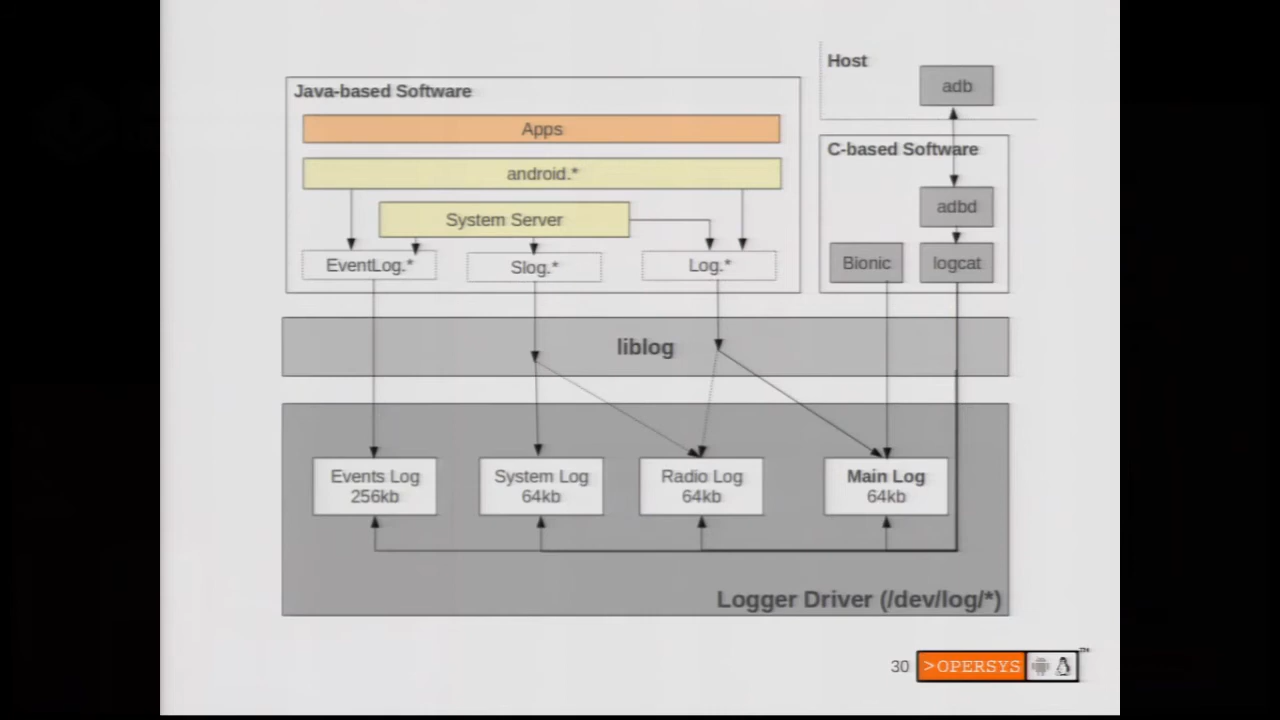 Java-based Software
Apps
android.*
System Server
EventLog.*
Slog.*
Log.*
Host
adb
C-based Software
adbd
Bionic
logcat
liblog
Events Log
256kb
System Log
64kb
Radio Log
64kb
Main Log
64kb
Logger Driver (/dev/log/*)
30
>OPERSYS
TM